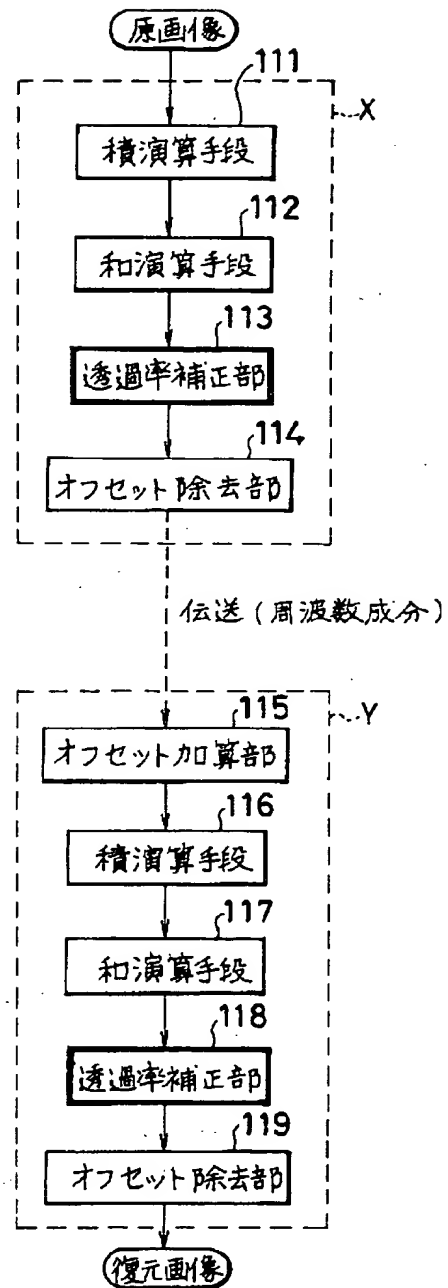 原画像
111
X
積演算手段
112
和演算手段
113
透過率補正部
114
オフセット除去部
伝送(周波数成分)
115
Y
オフセット加算部
116
積演算手段
117
和演算手段
118
透過率補正部
119
オフセット除去部
復元画像